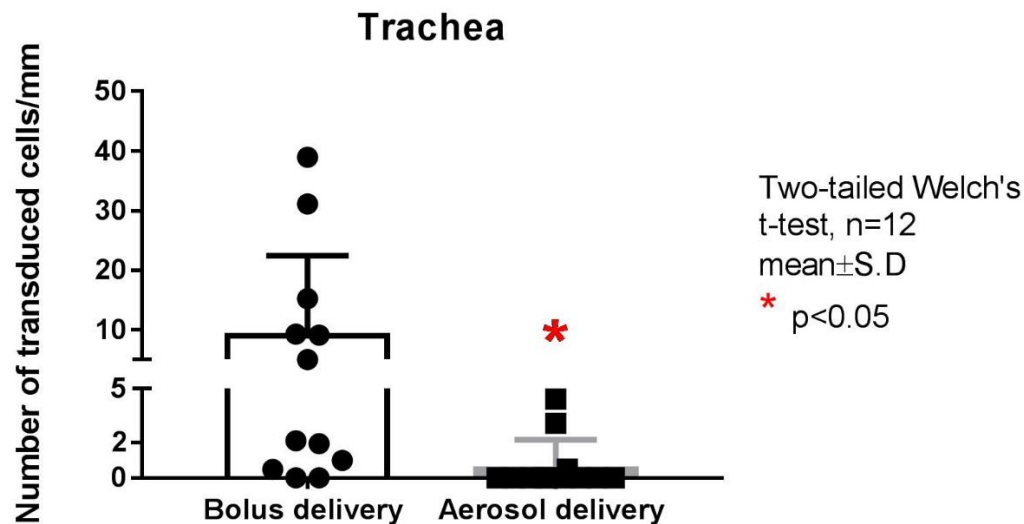 Trachea
Number of transduced cells/mm
50
40
30
20
10
5
2
0
Bolus delivery
Aerosol delivery
*
Two-tailed Welch's
t-test, n=12
mean±S.D
* p<0.05